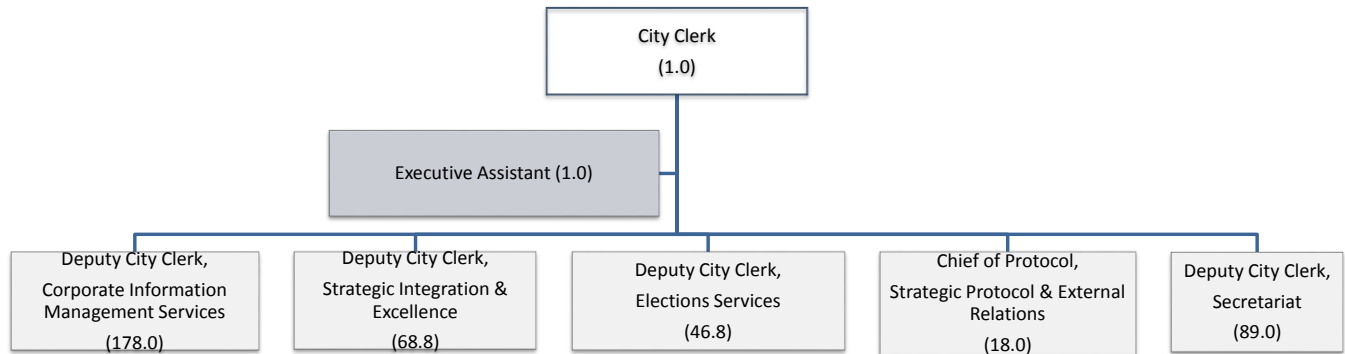 City Clerk
(1.0)
Executive Assistant (1.0)
Deputy City Clerk,
Corporate Information
Management Services
(178.0)
Deputy City Clerk,
Strategic Integration &
Excellence
(68.8)
Deputy City Clerk,
Elections Services
(46.8)
Chief of Protocol,
Strategic Protocol & External
Relations
(18.0)
Deputy City Clerk,
Secretariat
(89.0)